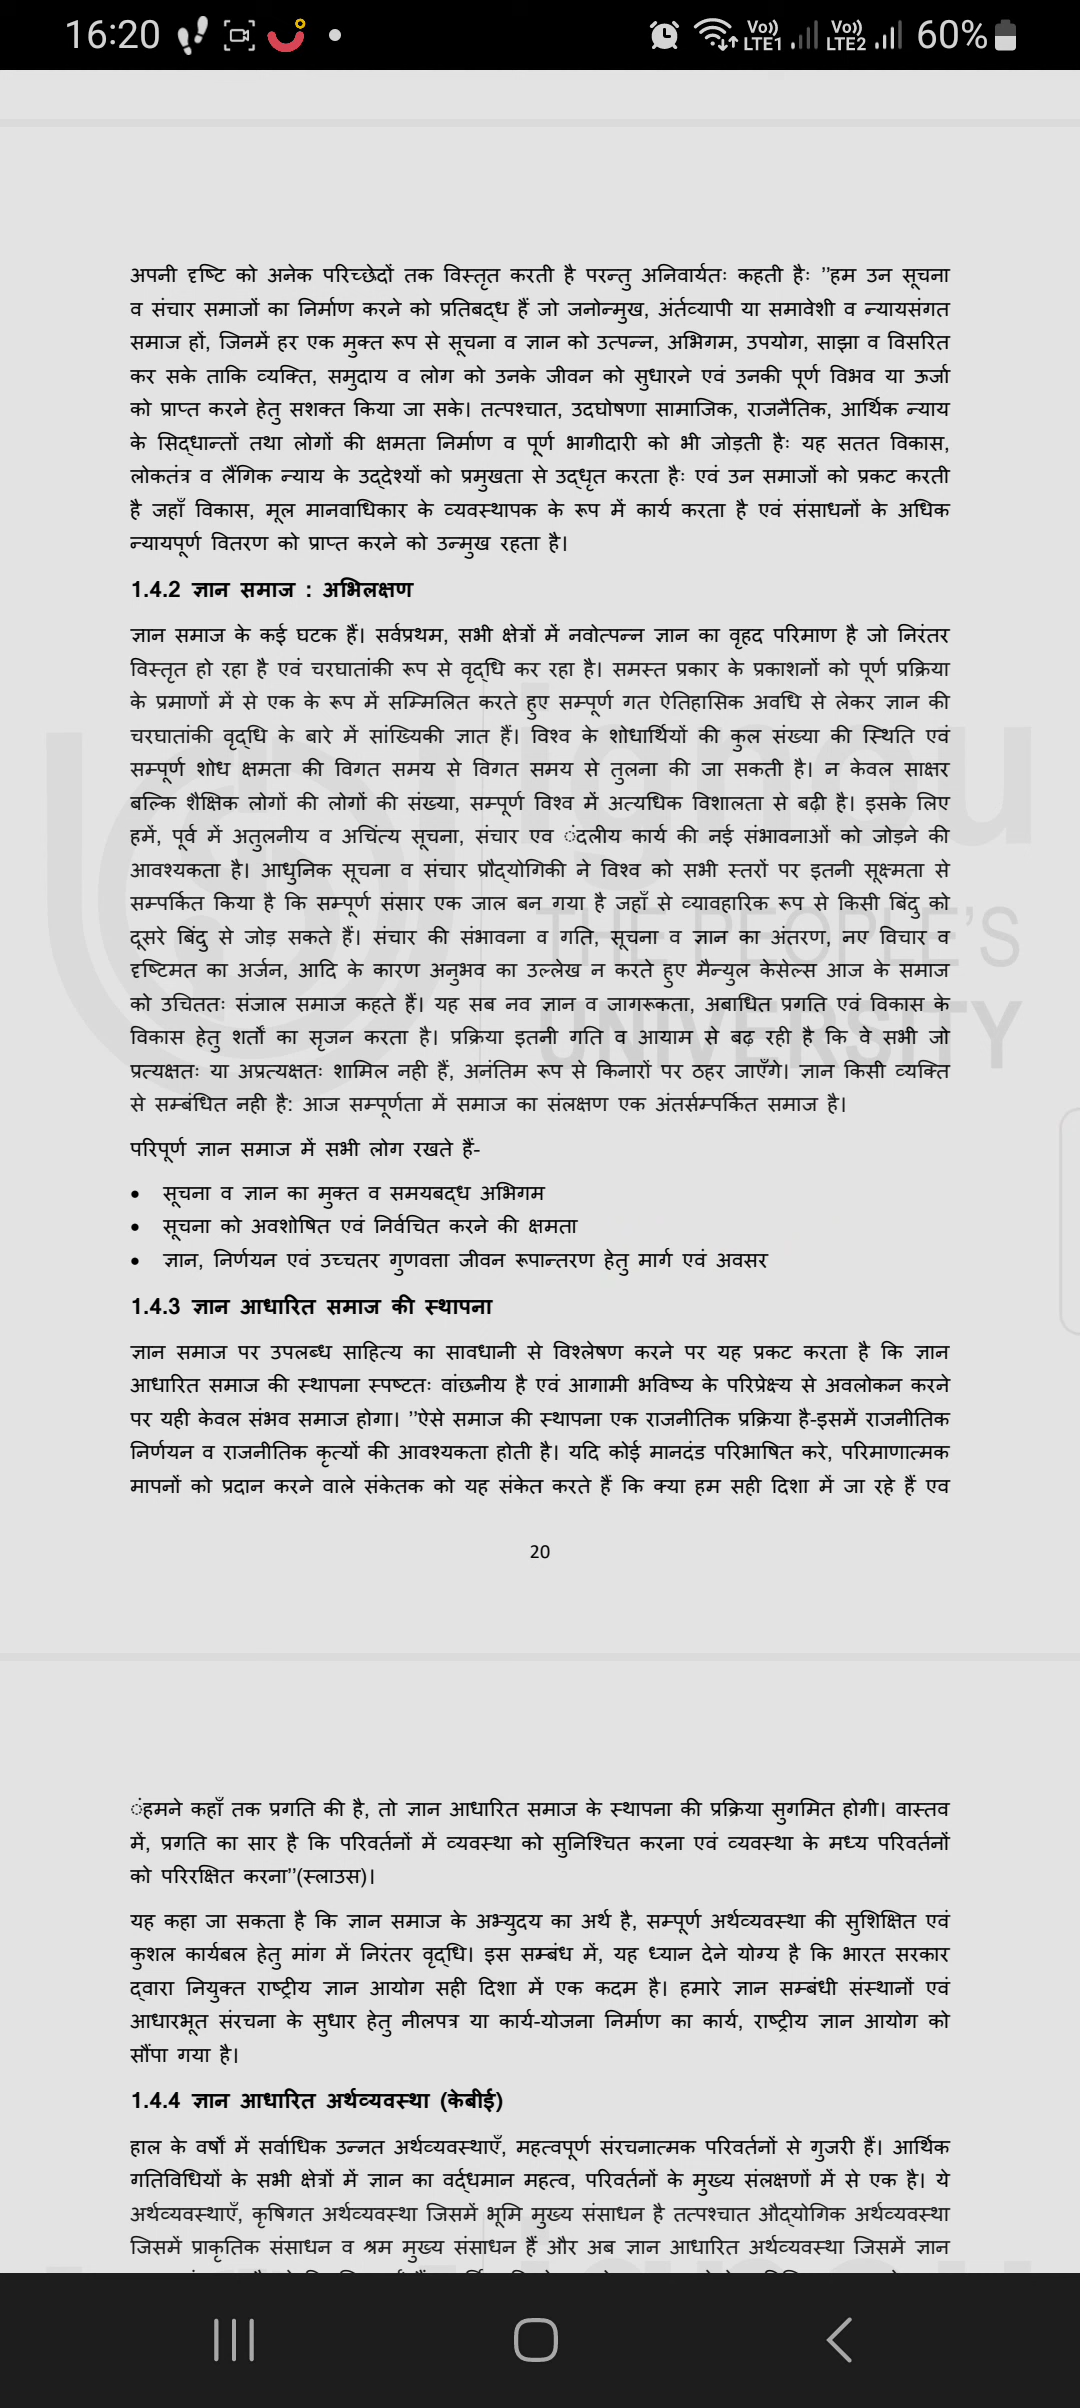 16:20
Vo)) LTE1 Vo)) LTE2 60%
अपनी दृष्टि को अनेक परिच्छेदों तक विस्तृत करती है परन्तु अनिवार्यतः कहती हैः ’’हम उन सूचना
व संचार समाजों का निर्माण करने को प्रतिबद्ध हैं जो जनोन्मुख, अंर्तव्यापी या समावेशी व न्यायसंगत
समाज हों, जिनमें हर एक मुक्त रूप से सूचना व ज्ञान को उत्पन्न, अभिगम, उपयोग, साझा व विसरित
कर सके ताकि व्यक्ति, समुदाय व लोग को उनके जीवन को सुधारने एवं उनकी पूर्ण विभव या ऊर्जा
को प्राप्त करने हेतु सशक्त किया जा सके। तत्पश्चात, उदघोषणा सामाजिक, राजनैतिक, आर्थिक न्याय
के सिद्धान्तों तथा लोगों की क्षमता निर्माण व पूर्ण भागीदारी को भी जोड़ती हैः यह सतत विकास,
लोकतंत्र व लैंगिक न्याय के उद्देश्यों को प्रमुखता से उद्धृत करता हैः एवं उन समाजों को प्रकट करती
है जहाँ विकास, मूल मानवाधिकार के व्यवस्थापक के रूप में कार्य करता है एवं संसाधनों के अधिक
न्यायपूर्ण वितरण को प्राप्त करने को उन्मुख रहता है।
1.4.2 ज्ञान समाज : अभिलक्षण
ज्ञान समाज के कई घटक हैं। सर्वप्रथम, सभी क्षेत्रों में नवोत्पन्न ज्ञान का वृहद परिमाण है जो निरंतर
विस्तृत हो रहा है एवं चरघातांकी रूप से वृद्धि कर रहा है। समस्त प्रकार के प्रकाशनों को पूर्ण प्रक्रिया
के प्रमाणों में से एक के रूप में सम्मिलित करते हुए सम्पूर्ण गत ऐतिहासिक अवधि से लेकर ज्ञान की
चरघातांकी वृद्धि के बारे में सांख्यिकी ज्ञात हैं। विश्व के शोधार्थियों की कुल संख्या की स्थिति एवं
सम्पूर्ण शोध क्षमता की विगत समय से विगत समय से तुलना की जा सकती है। न केवल साक्षर
बल्कि शैक्षिक लोगों की लोगों की संख्या, सम्पूर्ण विश्व में अत्यधिक विशालता से बढ़ी है। इसके लिए
हमें, पूर्व में अतुलनीय व अचिंत्य सूचना, संचार एव ंदलीय कार्य की नई संभावनाओं को जोड़ने की
आवश्यकता है। आधुनिक सूचना व संचार प्रौद्योगिकी ने विश्व को सभी स्तरों पर इतनी सूक्ष्मता से
सम्पर्कित किया है कि सम्पूर्ण संसार एक जाल बन गया है जहाँ से व्यावहारिक रूप से किसी बिंदु को
दूसरे बिंदु से जोड़ सकते हैं। संचार की संभावना व गति, सूचना व ज्ञान का अंतरण, नए विचार व
दृष्टिमत का अर्जन, आदि के कारण अनुभव का उल्लेख न करते हुए मैन्युल केसेल्स आज के समाज
को उचिततः संजाल समाज कहते हैं। यह सब नव ज्ञान व जागरूकता, अबाधित प्रगति एवं विकास के
विकास हेतु शर्तों का सृजन करता है। प्रक्रिया इतनी गति व आयाम से बढ़ रही है कि वे सभी जो
प्रत्यक्षतः या अप्रत्यक्षतः शामिल नही हैं, अनंतिम रूप से किनारों पर ठहर जाएँगे। ज्ञान किसी व्यक्ति
से सम्बंधित नही है: आज सम्पूर्णता में समाज का संलक्षण एक अंतर्सम्पर्कित समाज है।
ignou
THE PEOPLE'S
UNIVERSITY
परिपूर्ण ज्ञान समाज में सभी लोग रखते हैं-
• सूचना व ज्ञान का मुक्त व समयबद्ध अभिगम
• सूचना को अवशोषित एवं निर्वचित करने की क्षमता
• ज्ञान, निर्णयन एवं उच्चतर गुणवत्ता जीवन रूपान्तरण हेतु मार्ग एवं अवसर
1.4.3 ज्ञान आधारित समाज की स्थापना
ज्ञान समाज पर उपलब्ध साहित्य का सावधानी से विश्लेषण करने पर यह प्रकट करता है कि ज्ञान
आधारित समाज की स्थापना स्पष्टतः वांछनीय है एवं आगामी भविष्य के परिप्रेक्ष्य से अवलोकन करने
पर यही केवल संभव समाज होगा। ’’ऐसे समाज की स्थापना एक राजनीतिक प्रक्रिया है-इसमें राजनीतिक
निर्णयन व राजनीतिक कृत्यों की आवश्यकता होती है। यदि कोई मानदंड परिभाषित करे, परिमाणात्मक
मापनों को प्रदान करने वाले संकेतक को यह संकेत करते हैं कि क्या हम सही दिशा में जा रहे हैं एव
20
ंहमने कहाँ तक प्रगति की है, तो ज्ञान आधारित समाज के स्थापना की प्रक्रिया सुगमित होगी। वास्तव
में, प्रगति का सार है कि परिवर्तनों में व्यवस्था को सुनिश्चित करना एवं व्यवस्था के मध्य परिवर्तनों
को परिरक्षित करना’’(स्लाउस)।
यह कहा जा सकता है कि ज्ञान समाज के अभ्युदय का अर्थ है, सम्पूर्ण अर्थव्यवस्था की सुशिक्षित एवं
कुशल कार्यबल हेतु मांग में निरंतर वृद्धि। इस सम्बंध में, यह ध्यान देने योग्य है कि भारत सरकार
द्वारा नियुक्त राष्ट्रीय ज्ञान आयोग सही दिशा में एक कदम है। हमारे ज्ञान सम्बंधी संस्थानों एवं
आधारभूत संरचना के सुधार हेतु नीलपत्र या कार्य-योजना निर्माण का कार्य, राष्ट्रीय ज्ञान आयोग को
सौंपा गया है।
1.4.4 ज्ञान आधारित अर्थव्यवस्था (केबीई)
हाल के वर्षों में सर्वाधिक उन्नत अर्थव्यवस्थाएँ, महत्वपूर्ण संरचनात्मक परिवर्तनों से गुजरी हैं। आर्थिक
गतिविधियों के सभी क्षेत्रों में ज्ञान का वर्द्धमान महत्व, परिवर्तनों के मुख्य संलक्षणों में से एक है। ये
अर्थव्यवस्थाएँ, कृषिगत अर्थव्यवस्था जिसमें भूमि मुख्य संसाधन है तत्पश्चात औद्योगिक अर्थव्यवस्था
जिसमें प्राकृतिक संसाधन व श्रम मुख्य संसाधन हैं और अब ज्ञान आधारित अर्थव्यवस्था जिसमें ज्ञान